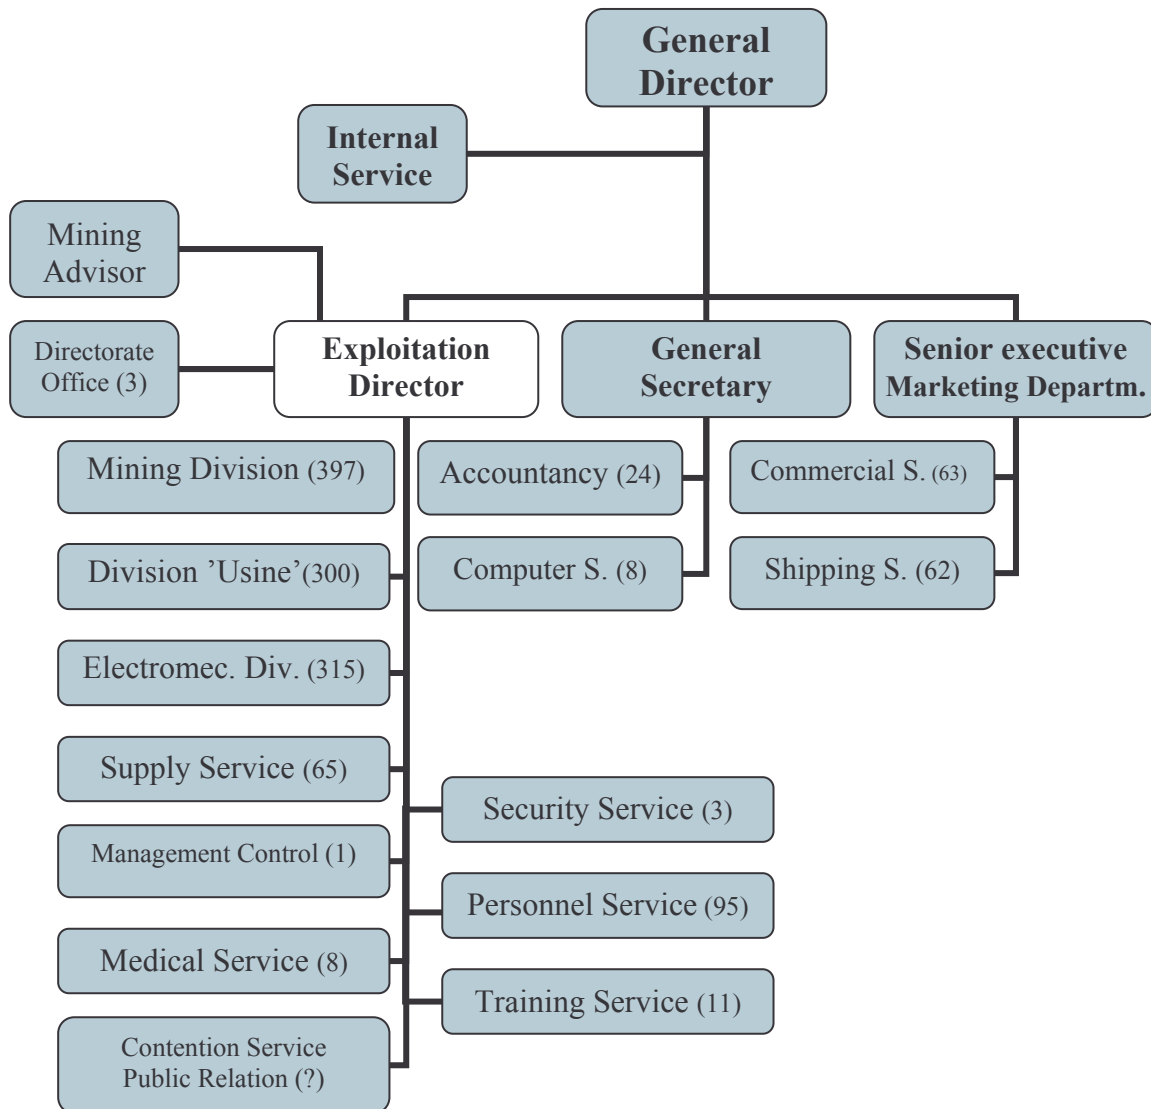 General
Director
Internal
Service
Mining
Advisor
Directorate
Office (3)
Exploitation
Director
General
Secretary
Senior executive
Marketing Departm.
Mining Division (397)
Accountancy (24)
Commercial S. (63)
Division ’Usine’(300)
Computer S. (8)
Shipping S. (62)
Electromec. Div. (315)
Supply Service (65)
Security Service (3)
Management Control (1)
Personnel Service (95)
Medical Service (8)
Training Service (11)
Contention Service
Public Relation (?)